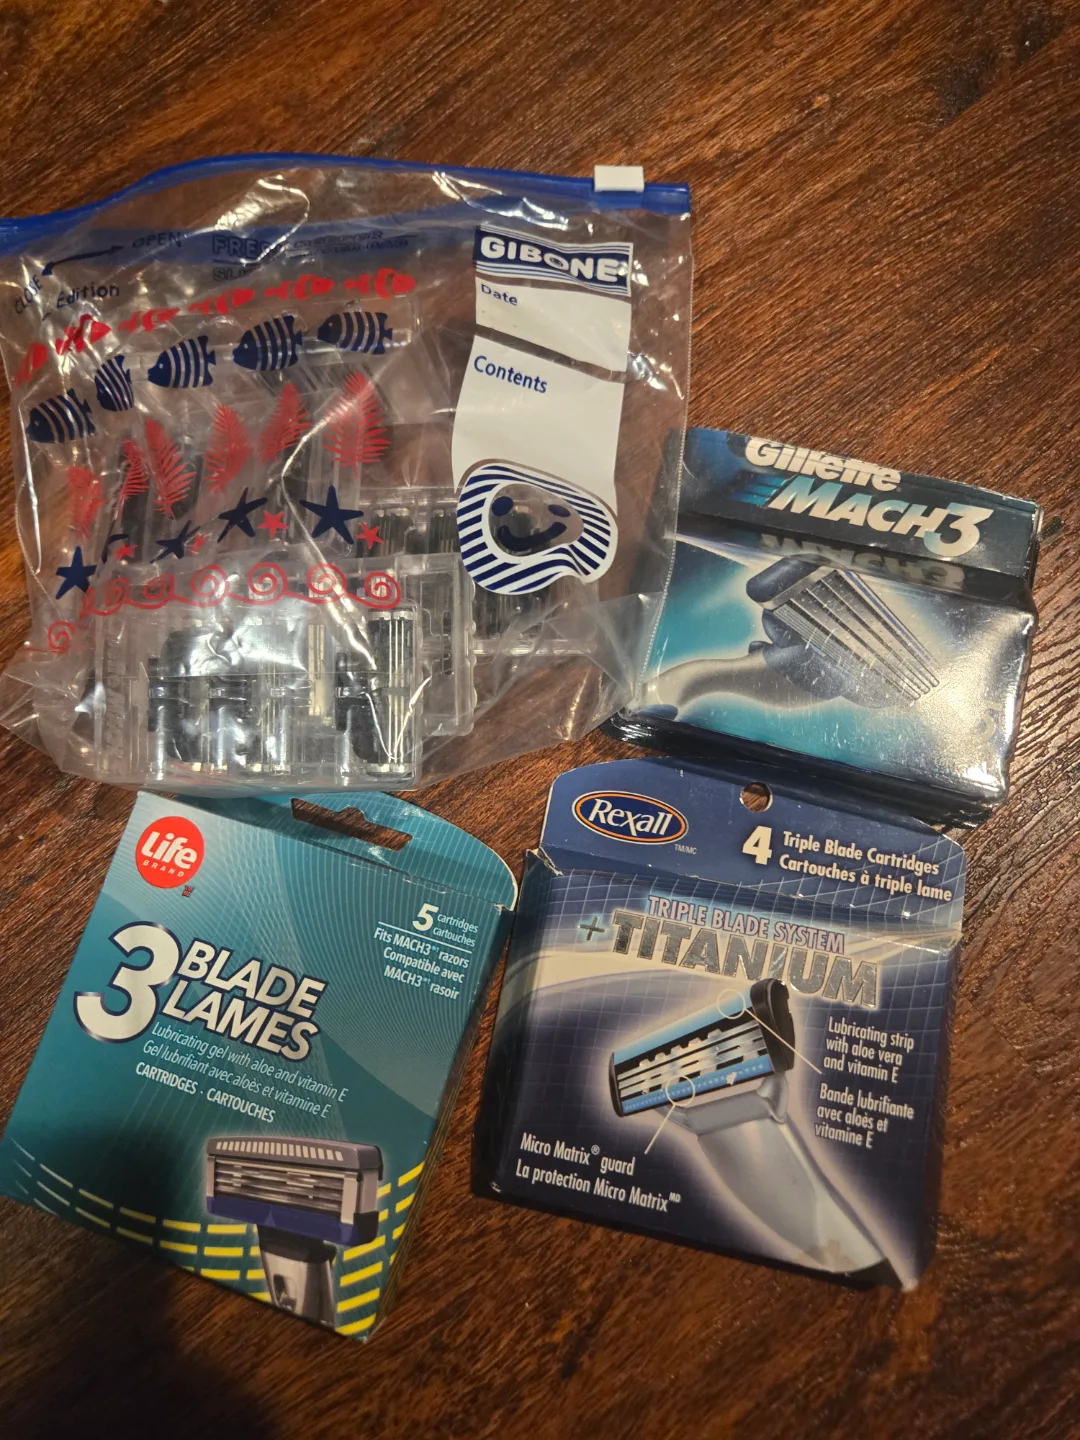 OPEN
CLOSE
Edition
FRE
GIBONE
Date
Contents
Gillette
MACH3
Life
BRAND
5 cartridges
cartouches
Fits MACH3 razors
Compatible avec
MACH3 rasoir
3 BLADE
LAMES
Lubricating gel with aloe and vitamin E
Gel lubrifiant avec aloès et vitamine E
CARTRIDGES - CARTOUCHES
Rexall
TM/MC
4 Triple Blade Cartridges
Cartouches à triple lame
TRIPLE BLADE SYSTEM
+ TITANIUM
Lubricating strip
with aloe vera
and vitamin E
Bande lubrifiante
avec aloès et
vitamine E
Micro Matrix® guard
La protection Micro Matrix MD